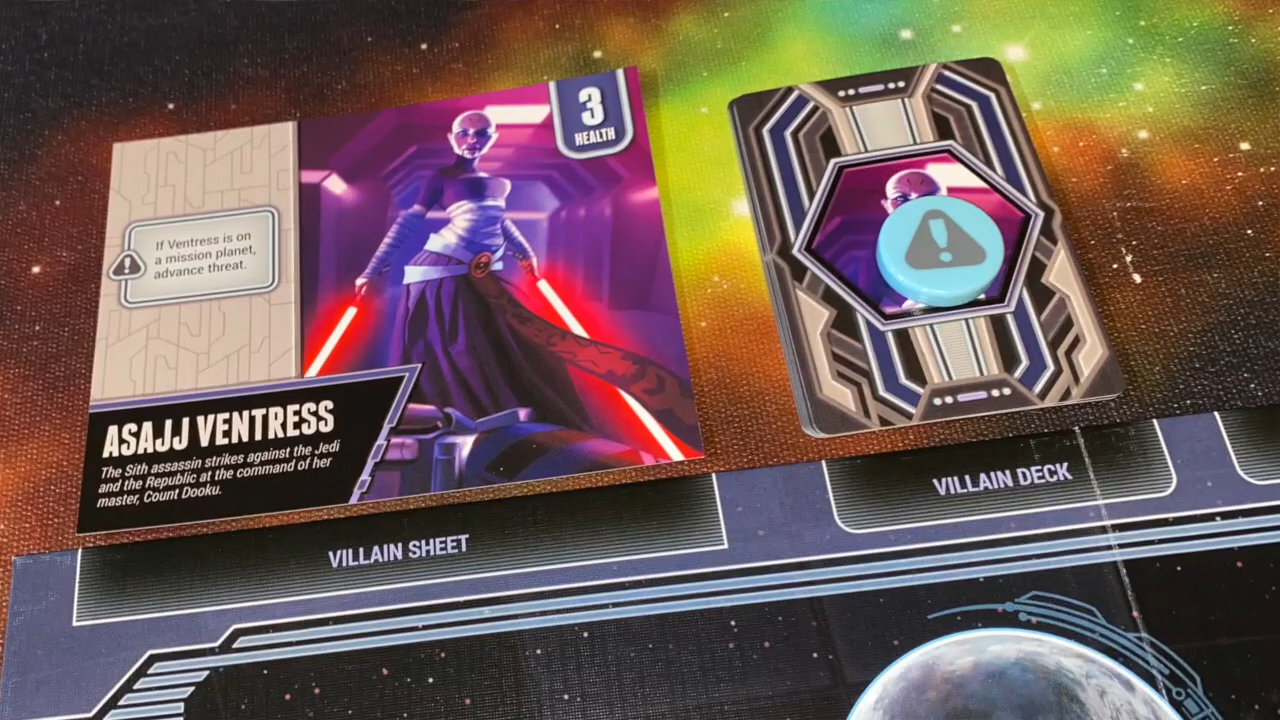 3
HEALTH
If Ventress is on
a mission planet,
advance threat.
ASAJJ VENTRESS
The Sith assassin strikes against the Jedi
and the Republic at the command of her
master, Count Dooku.
VILLAIN SHEET
VILLAIN DECK